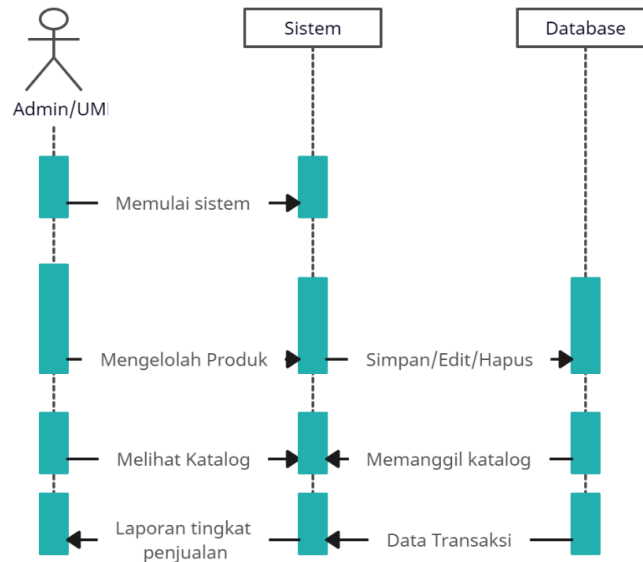 Sistem
Database
Admin/UM
Memulai sistem
Mengelolah Produk
Simpan/Edit/Hapus
Melihat Katalog
Memanggil katalog
Laporan tingkat
penjualan
Data Transaksi